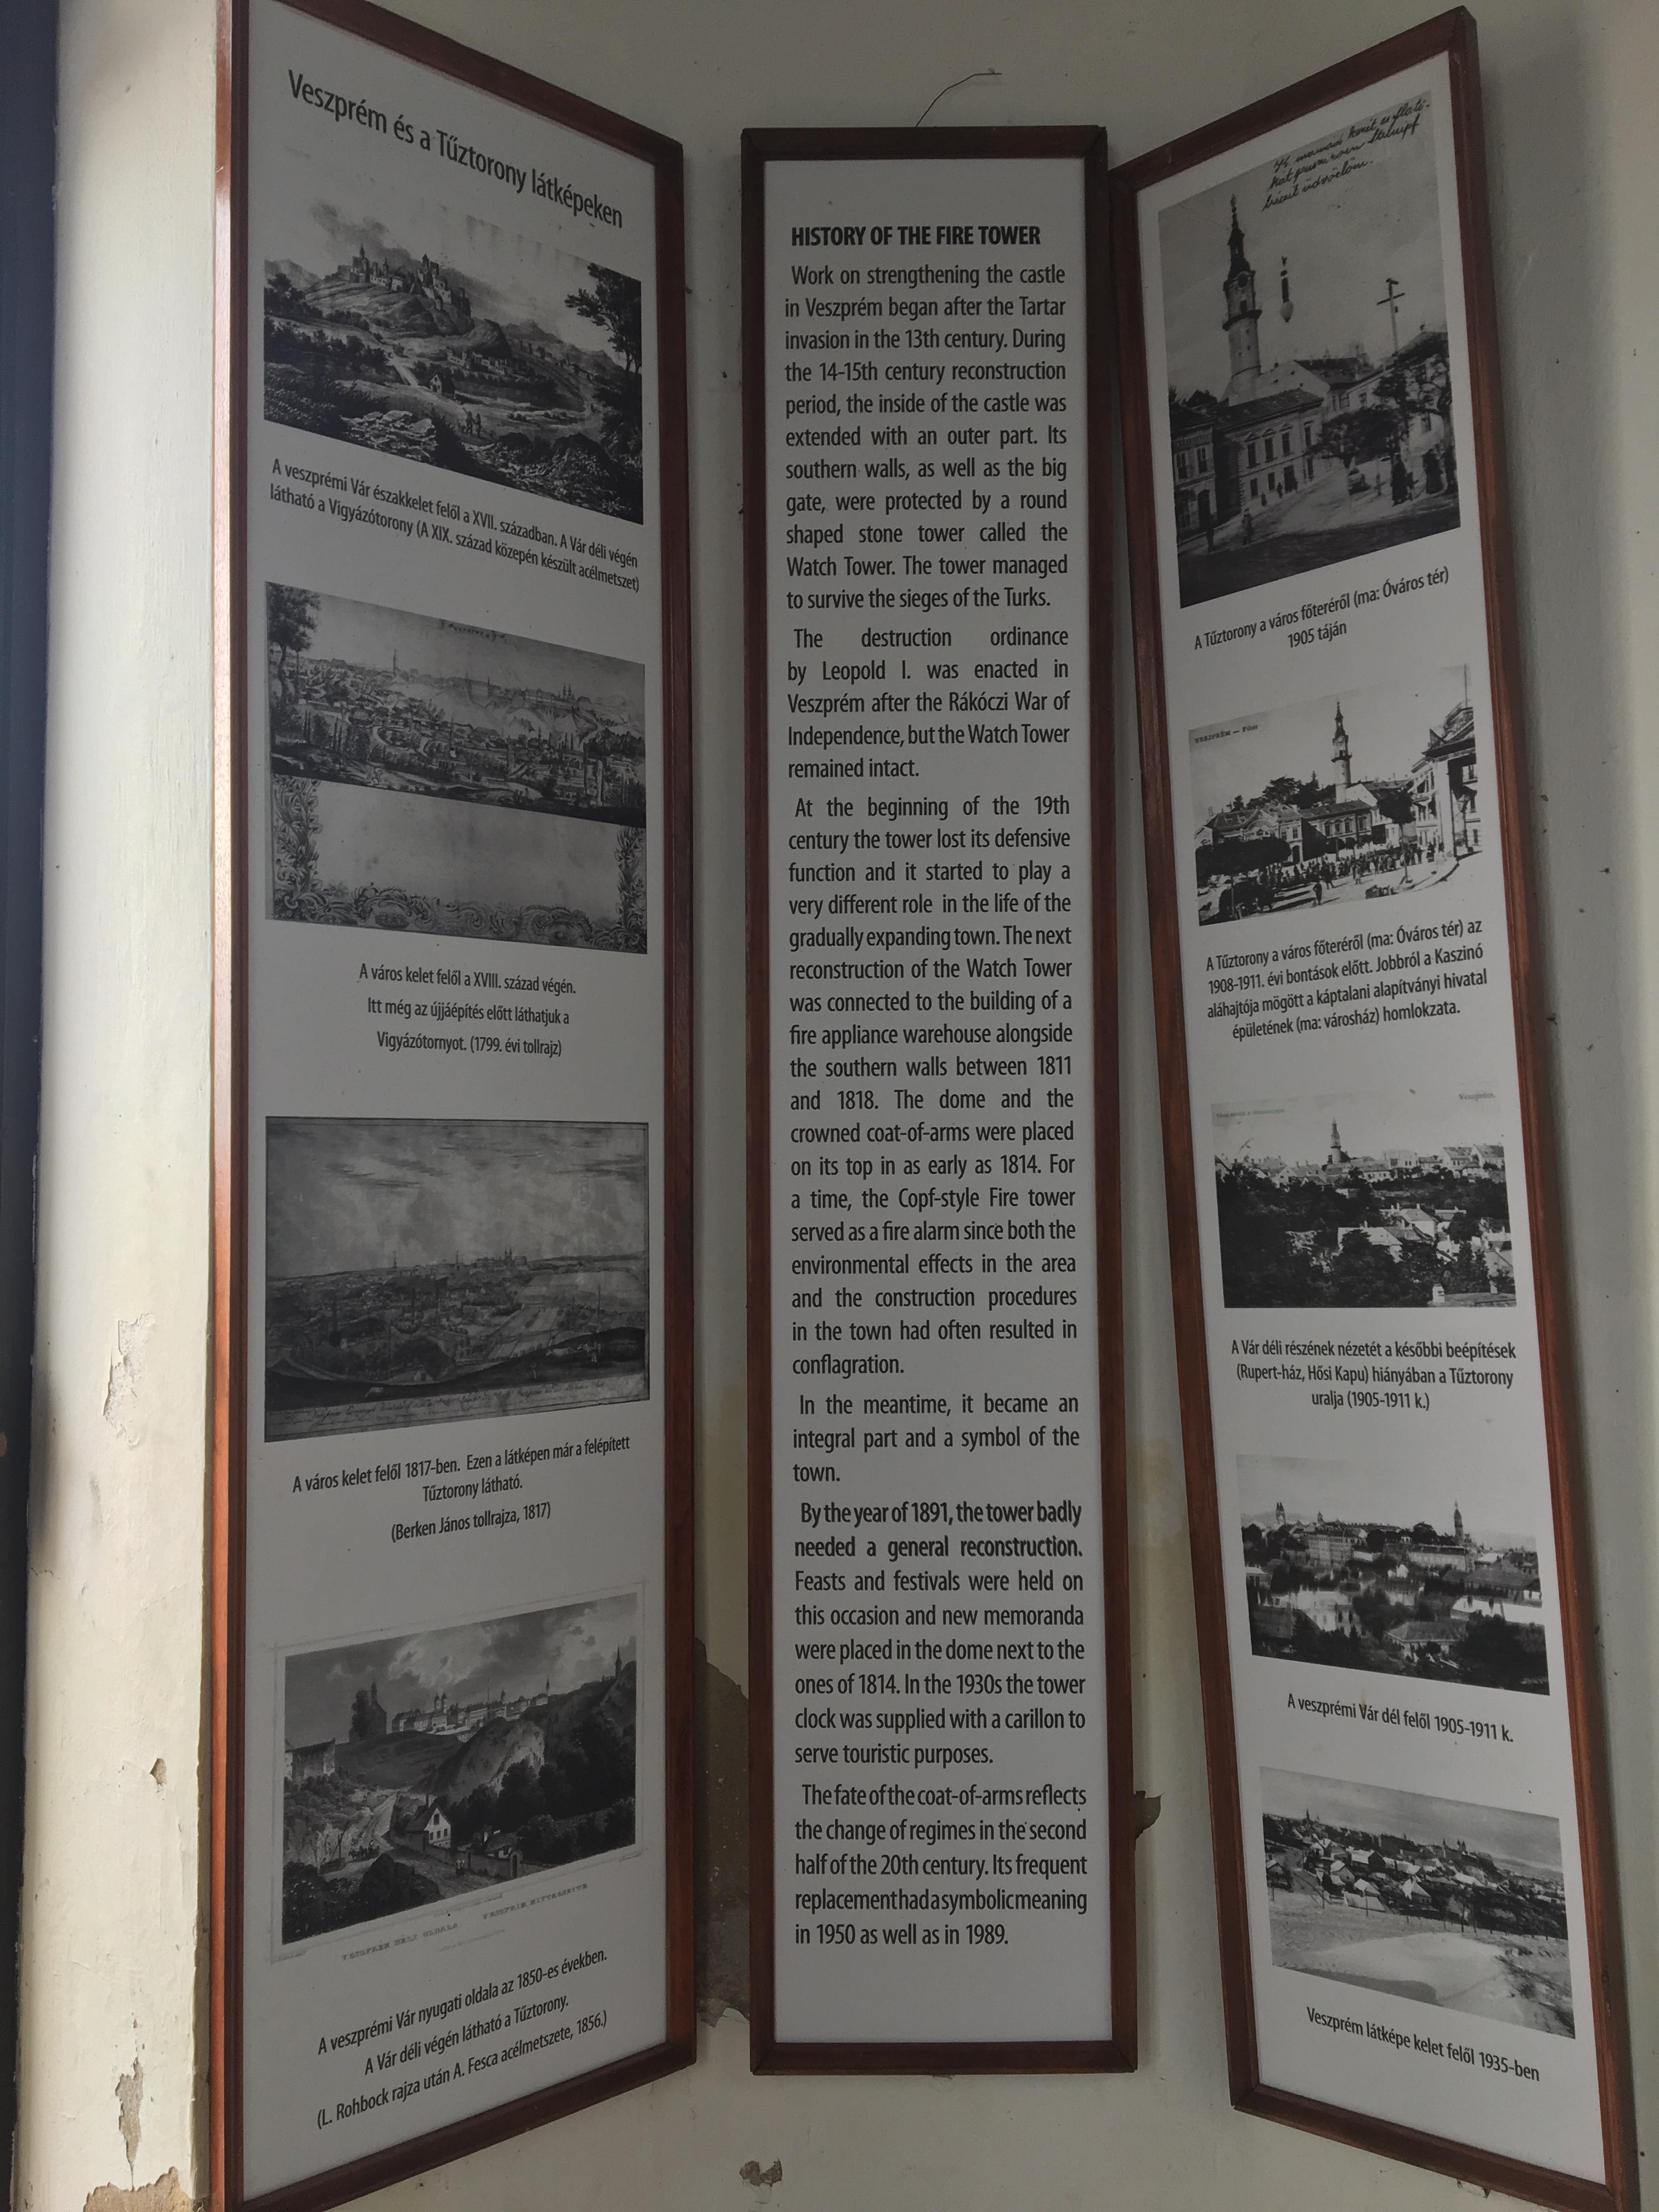 Veszprém és a Tűztorony látképeken
A veszprémi Vár északkelet felől a XVII. században. A Vár déli végén
látható a Vigyázótorony (A XIX. század közepén készült acélmetszet)
A város kelet felől a XVIII. század végén.
Itt még az újjáépítés előtt láthatjuk a
Vigyázótornyot. (1799. évi tollrajz)
A város kelet felől 1817-ben. Ezen a látképen már a felépített
Tűztorony látható.
(Berken János tollrajza, 1817)
VESZPRÉM DÉLI OLDALA
A veszprémi Vár nyugati oldala az 1850-es években.
A Vár déli végén látható a Tűztorony.
(L. Rohbock rajza után A. Fesca acélmetszete, 1856.)
HISTORY OF THE FIRE TOWER
Work on strengthening the castle
in Veszprém began after the Tartar
invasion in the 13th century. During
the 14-15th century reconstruction
period, the inside of the castle was
extended with an outer part. Its
southern walls, as well as the big
gate, were protected by a round
shaped stone tower called the
Watch Tower. The tower managed
to survive the sieges of the Turks.
The destruction ordinance
by Leopold I. was enacted in
Veszprém after the Rákóczi War of
Independence, but the Watch Tower
remained intact.
At the beginning of the 19th
century the tower lost its defensive
function and it started to play a
very different role in the life of the
gradually expanding town. The next
reconstruction of the Watch Tower
was connected to the building of a
fire appliance warehouse alongside
the southern walls between 1811
and 1818. The dome and the
crowned coat-of-arms were placed
on its top in as early as 1814. For
a time, the Copf-style Fire tower
served as a fire alarm since both the
environmental effects in the area
and the construction procedures
in the town had often resulted in
conflagration.
In the meantime, it became an
integral part and a symbol of the
town.
By the year of 1891, the tower badly
needed a general reconstruction.
Feasts and festivals were held on
this occasion and new memoranda
were placed in the dome next to the
ones of 1814. In the 1930s the tower
clock was supplied with a carillon to
serve touristic purposes.
The fate of the coat-of-arms reflects
the change of regimes in the second
half of the 20th century. Its frequent
replacement had a symbolic meaning
in 1950 as well as in 1989.
A Tűztorony a város főteréről (ma: Óváros tér)
1905 táján
VESZPRÉM — Főtér
A Tűztorony a város főteréről (ma: Óváros tér) az
1908-1911. évi bontások előtt. Jobbról a Kaszinó
aláhajtója mögött a káptalani alapítványi hivatal
épületének (ma: városház) homlokzata.
Veszprém.
A Vár déli részének nézetét a későbbi beépítések
(Rupert-ház, Hősi Kapu) hiányában a Tűztorony
uralja (1905-1911 k.)
A veszprémi Vár dél felől 1905-1911 k.
Veszprém látképe kelet felől 1935-ben